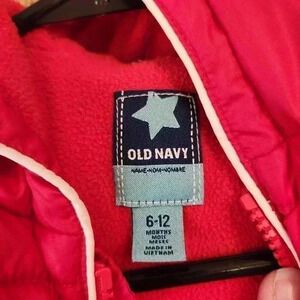 OLD NAVY
NAME-NOM-NOMBRE
6-12
MONTHS
MOIS
MESES
MADE IN
VIETNAM